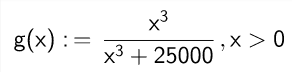 g(x) := x³ / (x³ + 25000) , x > 0